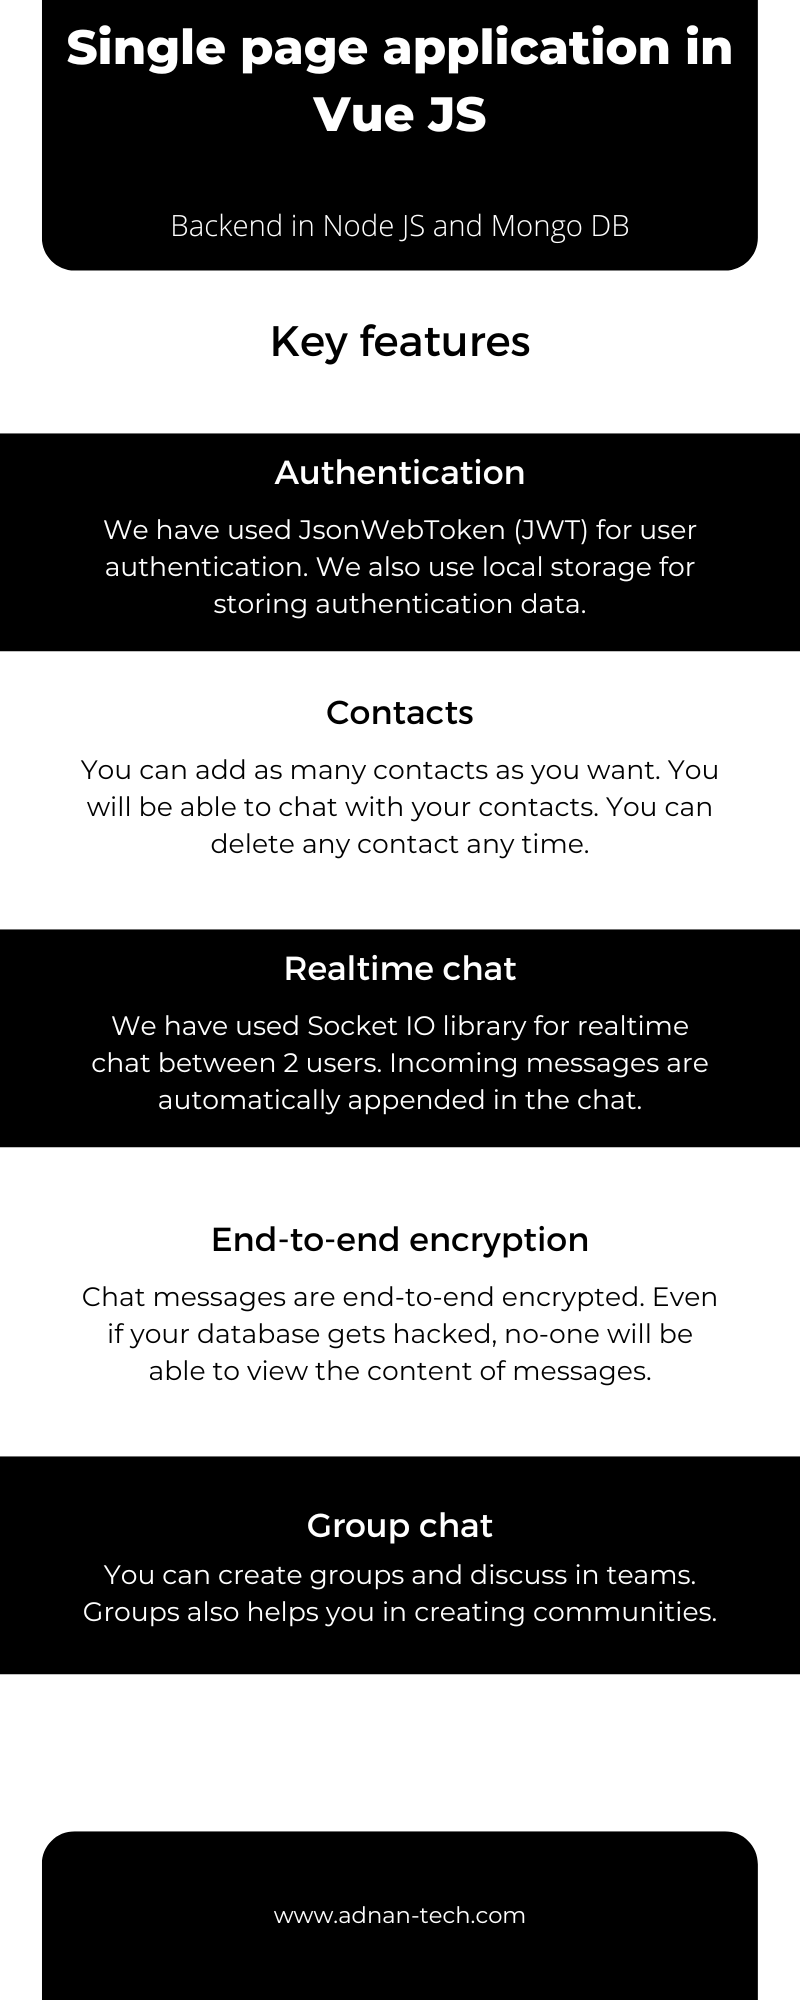 Single page application in
Vue JS
Backend in Node JS and Mongo DB
Key features
Authentication
We have used JsonWebToken (JWT) for user
authentication. We also use local storage for
storing authentication data.
Contacts
You can add as many contacts as you want. You
will be able to chat with your contacts. You can
delete any contact any time.
Realtime chat
We have used Socket IO library for realtime
chat between 2 users. Incoming messages are
automatically appended in the chat.
End-to-end encryption
Chat messages are end-to-end encrypted. Even
if your database gets hacked, no-one will be
able to view the content of messages.
Group chat
You can create groups and discuss in teams.
Groups also helps you in creating communities.
www.adnan-tech.com